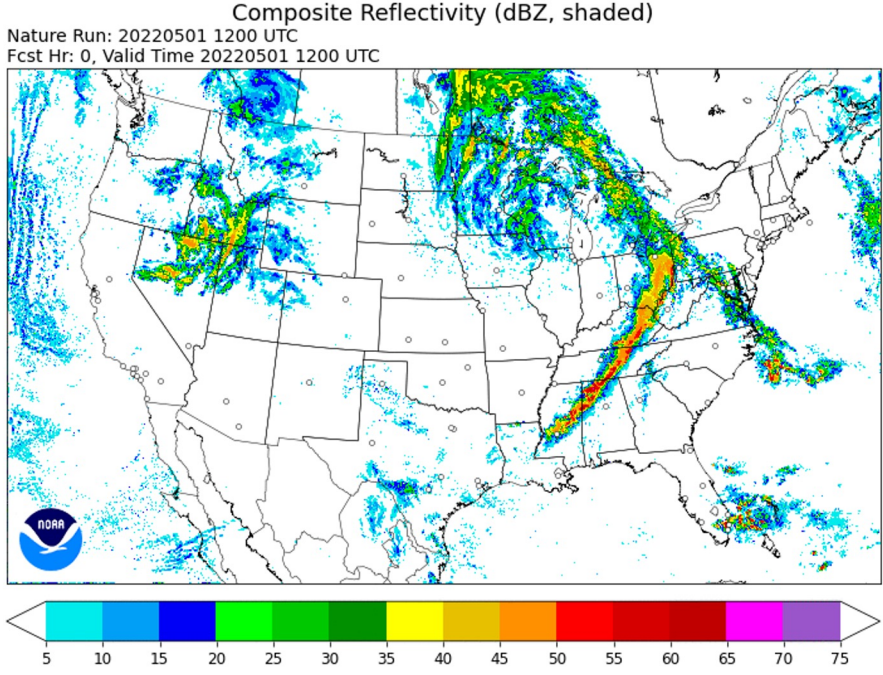 Composite Reflectivity (dBZ, shaded)
Nature Run: 20220501 1200 UTC
Fcst Hr: 0, Valid Time 20220501 1200 UTC
NOAA
5 10 15 20 25 30 35 40 45 50 55 60 65 70 75